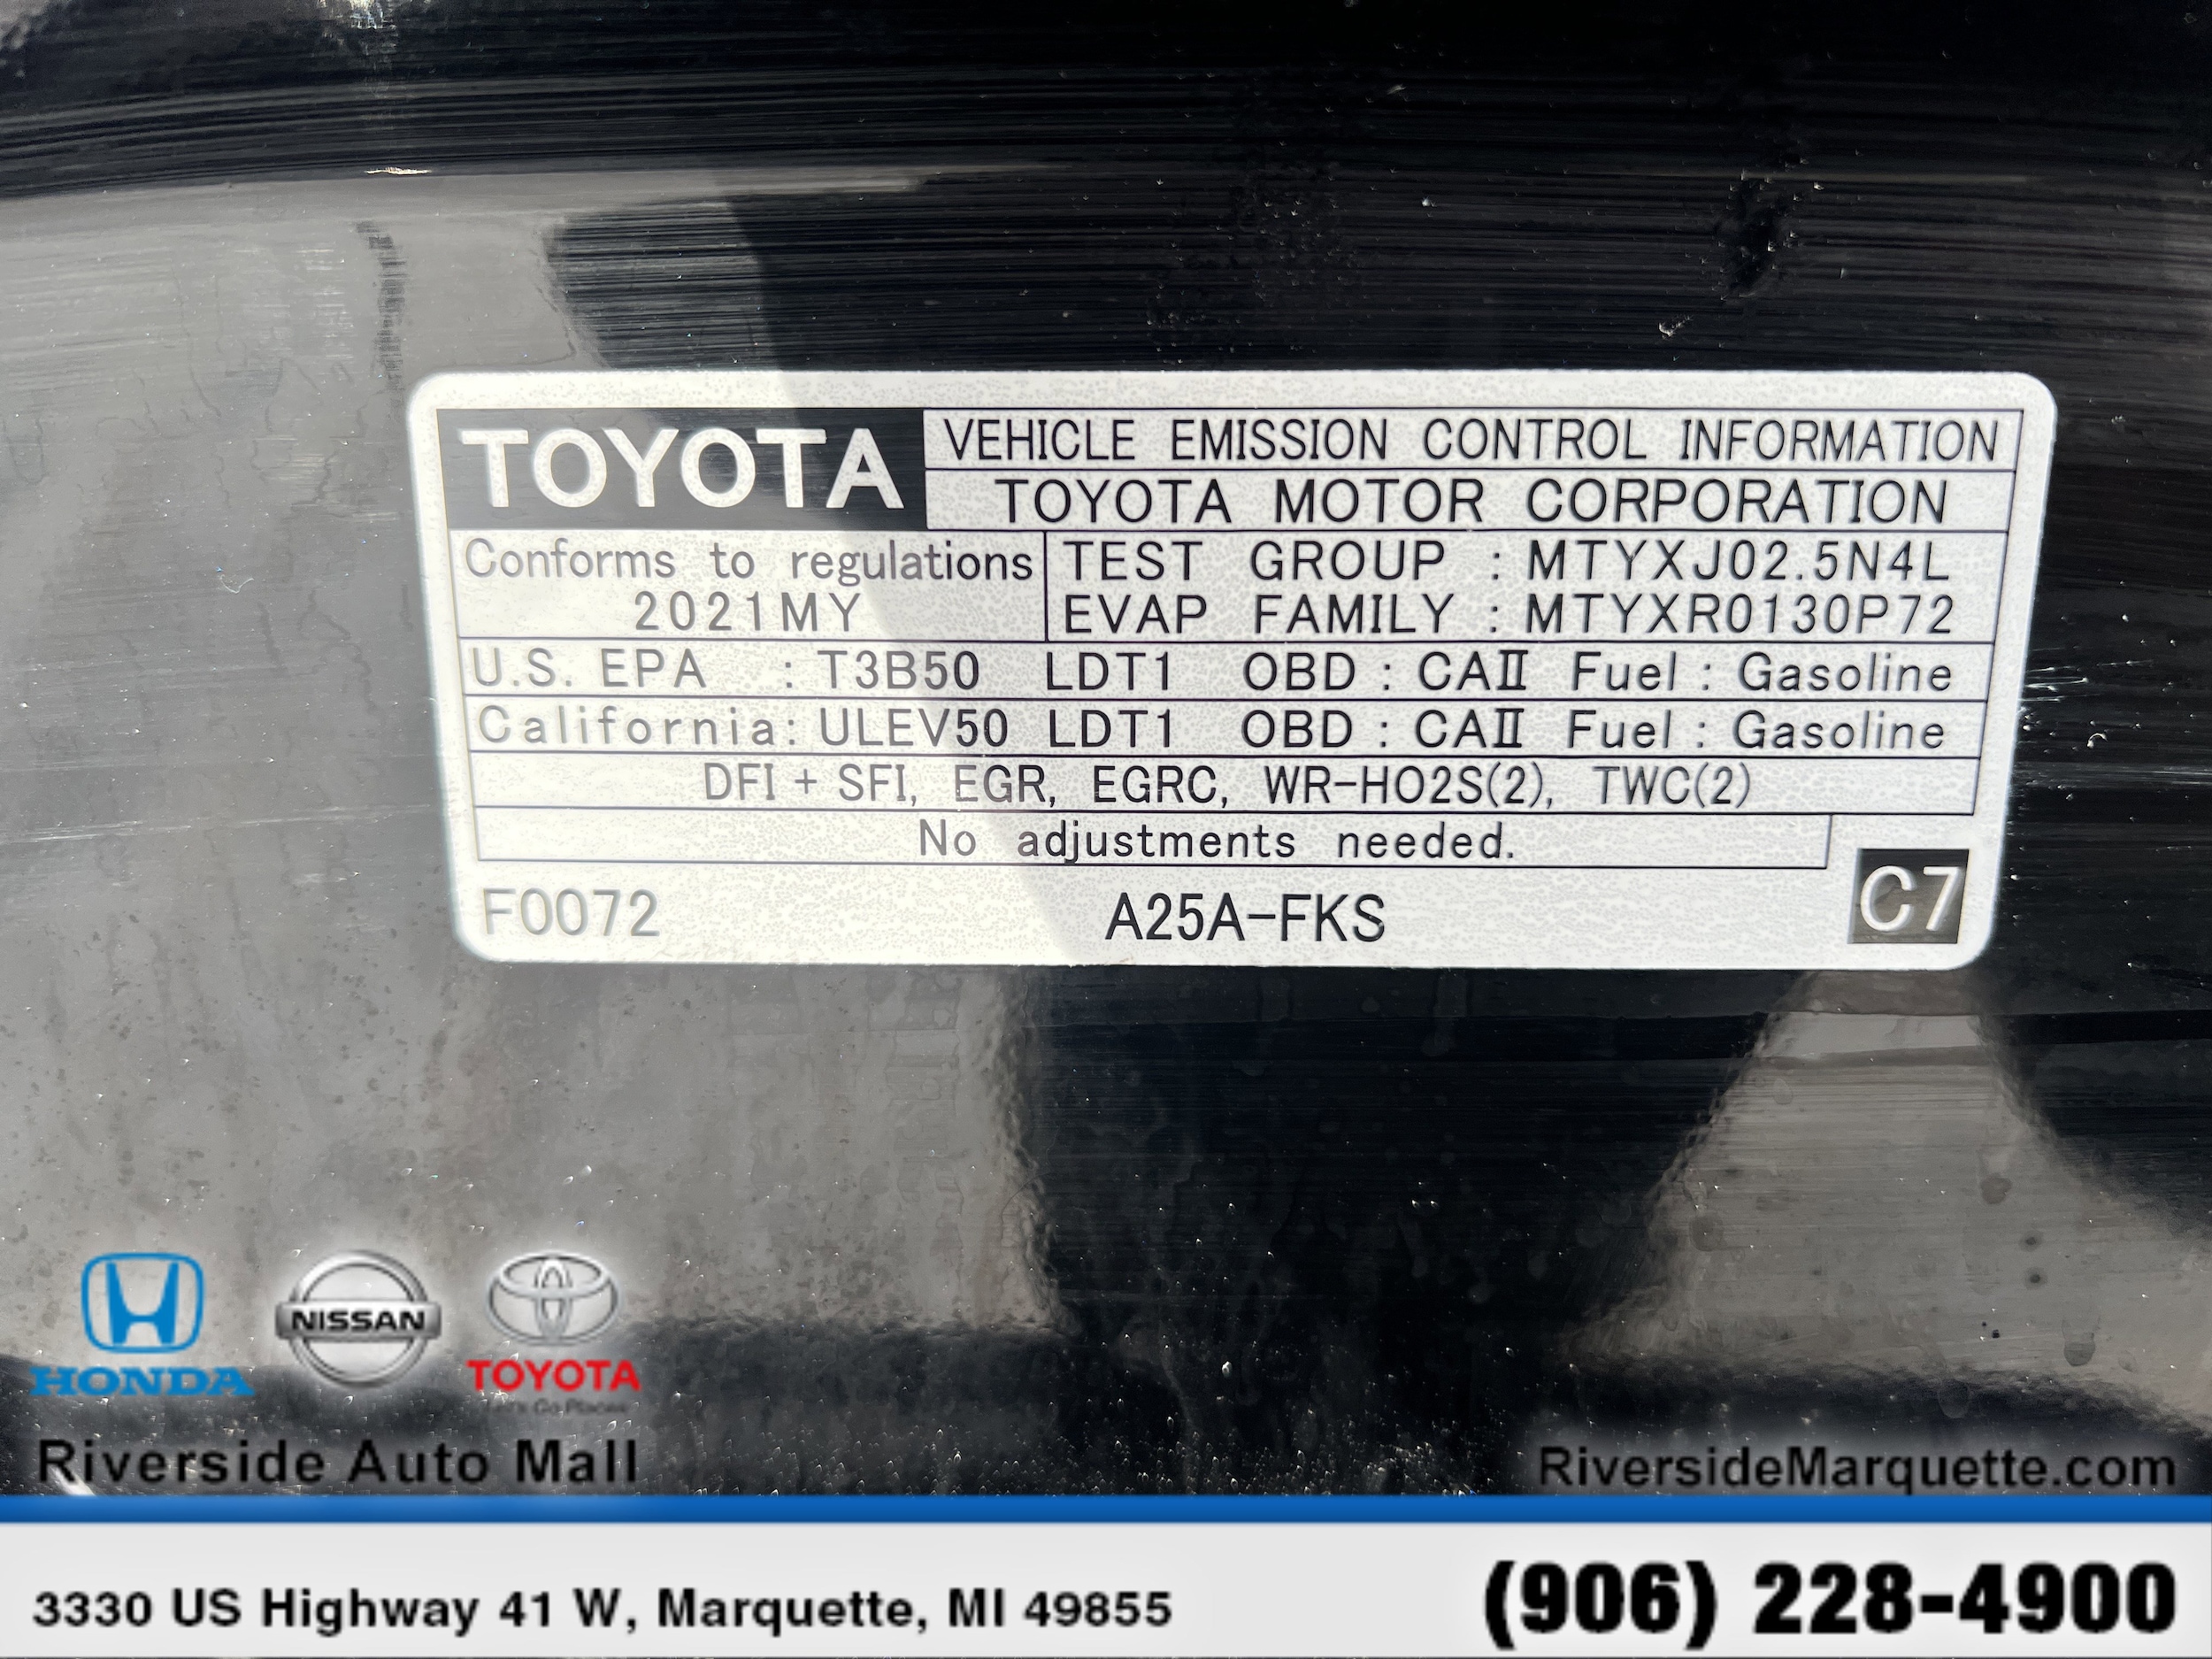 TOYOTA VEHICLE EMISSION CONTROL INFORMATION
TOYOTA MOTOR CORPORATION
Conforms to regulations
2021MY
TEST GROUP : MTYXJ02.5N4L
EVAP FAMILY : MTYXR0130P72
U.S. EPA : T3B50 LDT1 OBD : CAII Fuel : Gasoline
California: ULEV50 LDT1 OBD : CAII Fuel : Gasoline
DFI + SFI, EGR, EGRC, WR-HO2S(2), TWC(2)
No adjustments needed.
F0072 A25A-FKS C7
HONDA NISSAN TOYOTA
Let's Go Places
Riverside Auto Mall
RiversideMarquette.com
3330 US Highway 41 W, Marquette, MI 49855
(906) 228-4900